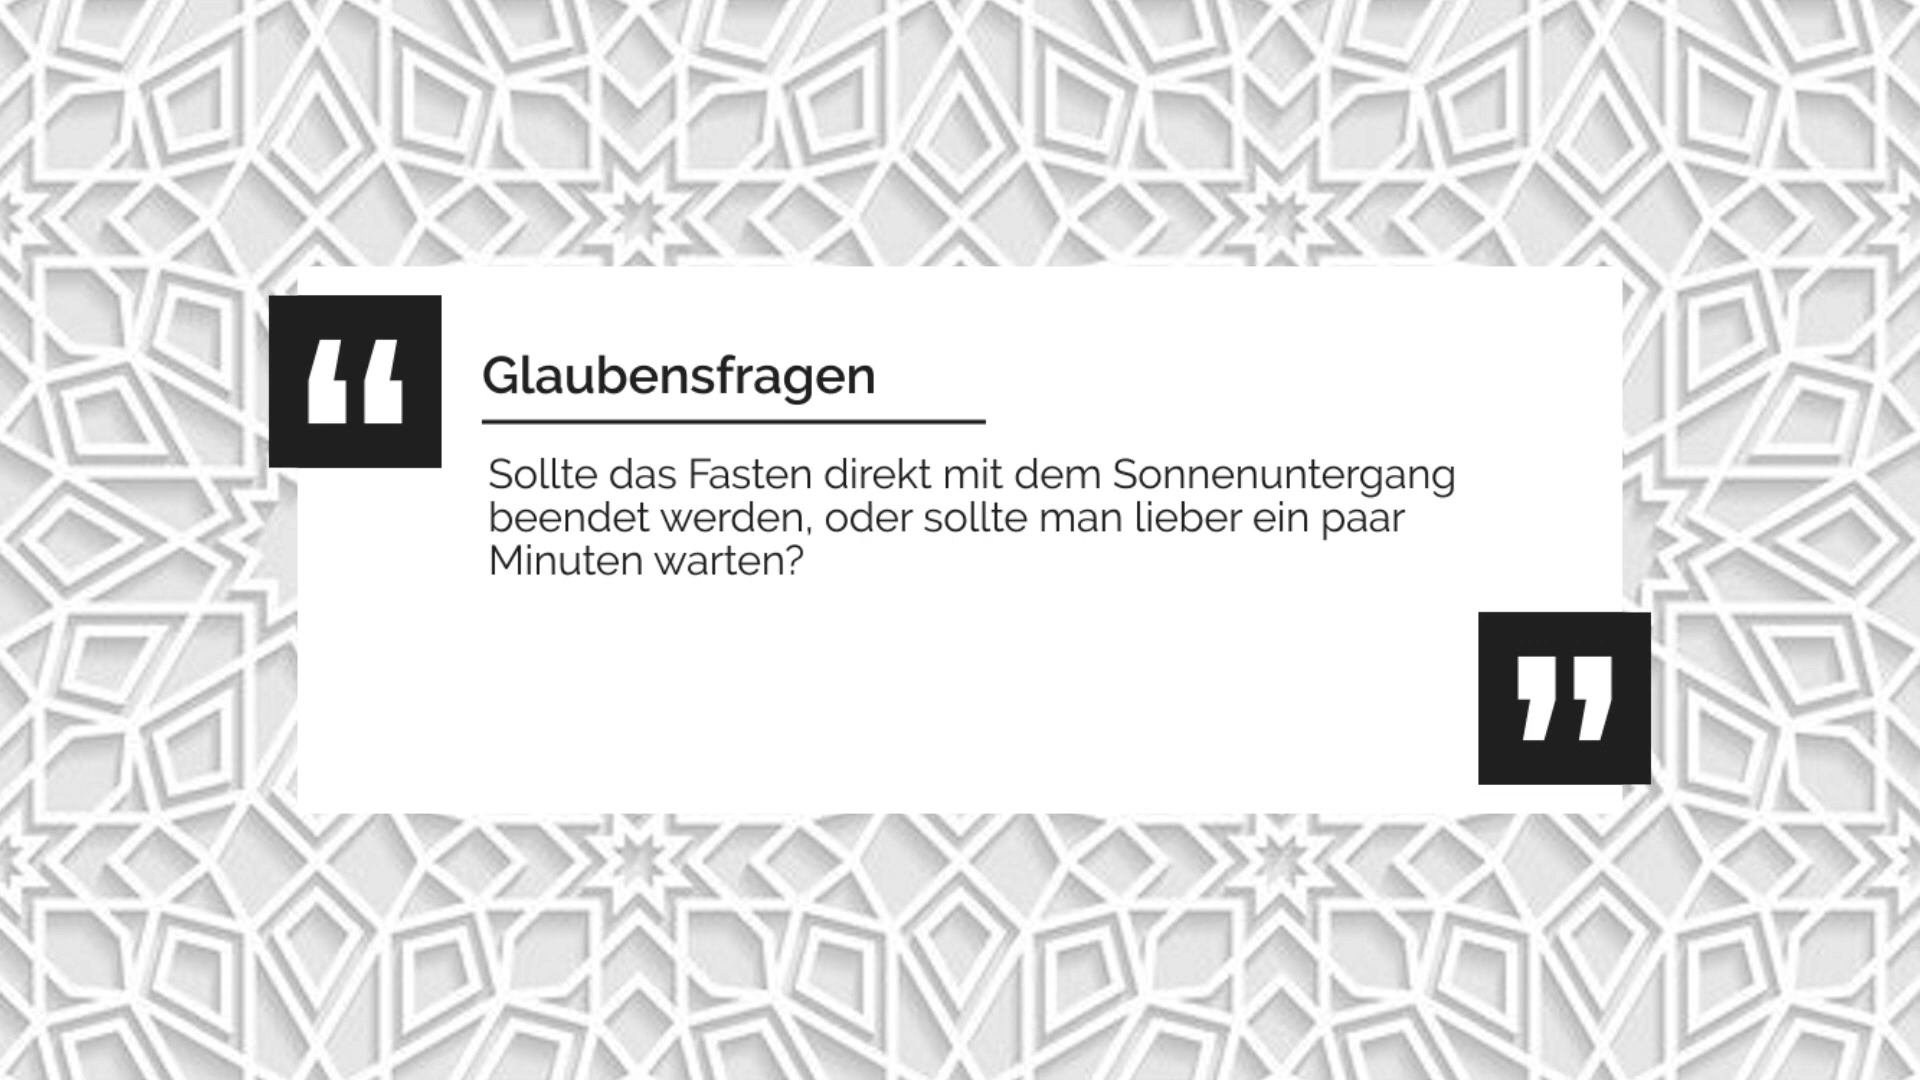 “
Glaubensfragen
Sollte das Fasten direkt mit dem Sonnenuntergang
beendet werden, oder sollte man lieber ein paar
Minuten warten?
”